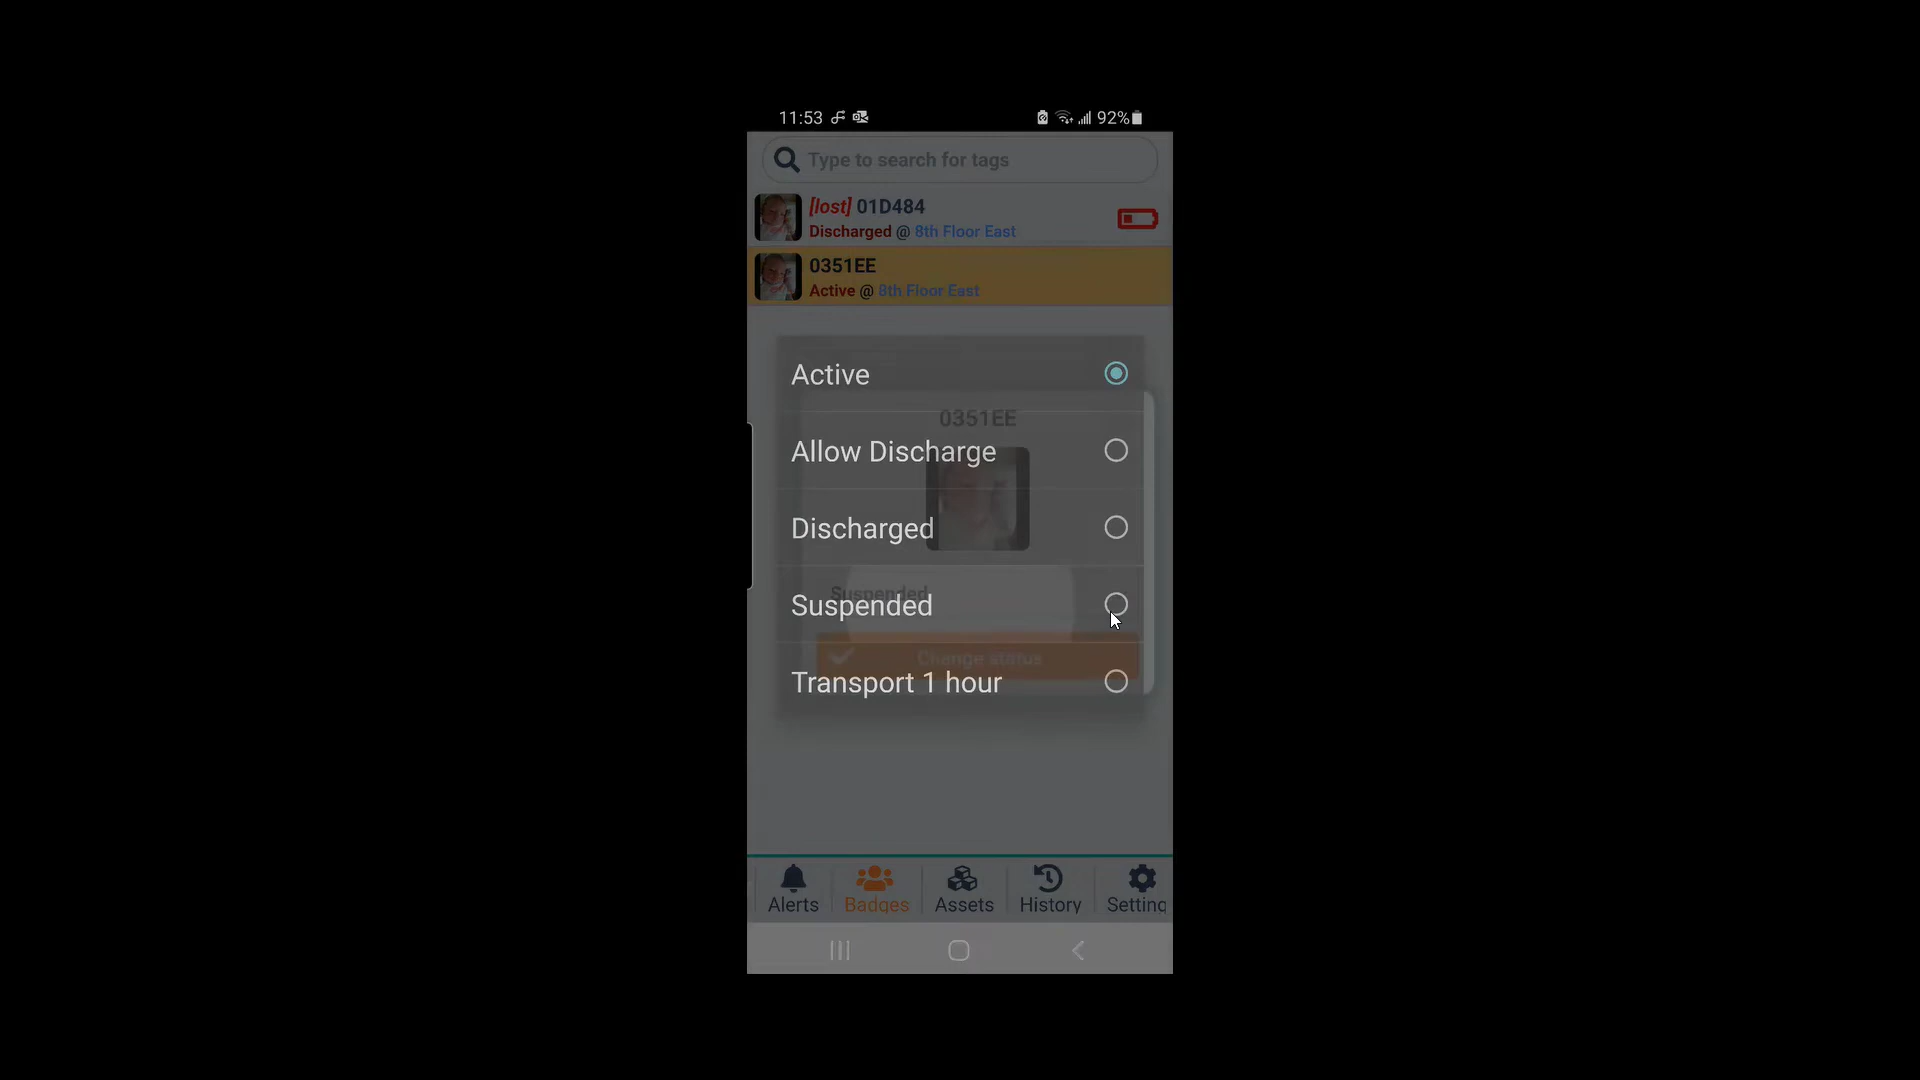 11:53
92%
Type to search for tags
[lost] 01D484
Discharged @ 8th Floor East
0351EE
Active @ 8th Floor East
Active
0351EE
Allow Discharge
Discharged
Suspended
Suspended
Change status
Transport 1 hour
Alerts
Badges
Assets
History
Setting